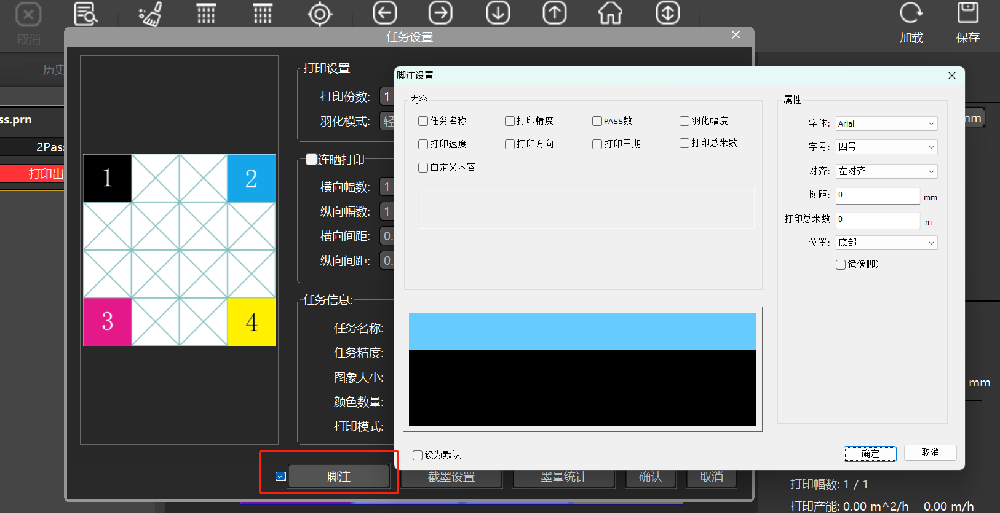 取消
加载
保存
历史
ss.prn
2Pass
打印出
任务设置
1
2
3
4
打印设置
打印份数: 1
羽化模式: 轻
连晒打印
横向幅数: 1
纵向幅数: 1
横向间距: 0.
纵向间距: 0.
任务信息:
任务名称:
任务精度:
图象大小:
颜色数量:
打印模式:
脚注
截墨设置
墨量统计
确认
取消
脚注设置
内容
任务名称
打印精度
PASS数
羽化幅度
打印速度
打印方向
打印日期
打印总米数
自定义内容
设为默认
属性
字体: Arial
字号: 四号
对齐: 左对齐
图距: 0 mm
打印总米数 0 m
位置: 底部
镜像脚注
确定
取消
mm
mm
打印幅数: 1 / 1
打印产能: 0.00 m^2/h 0.00 m/h